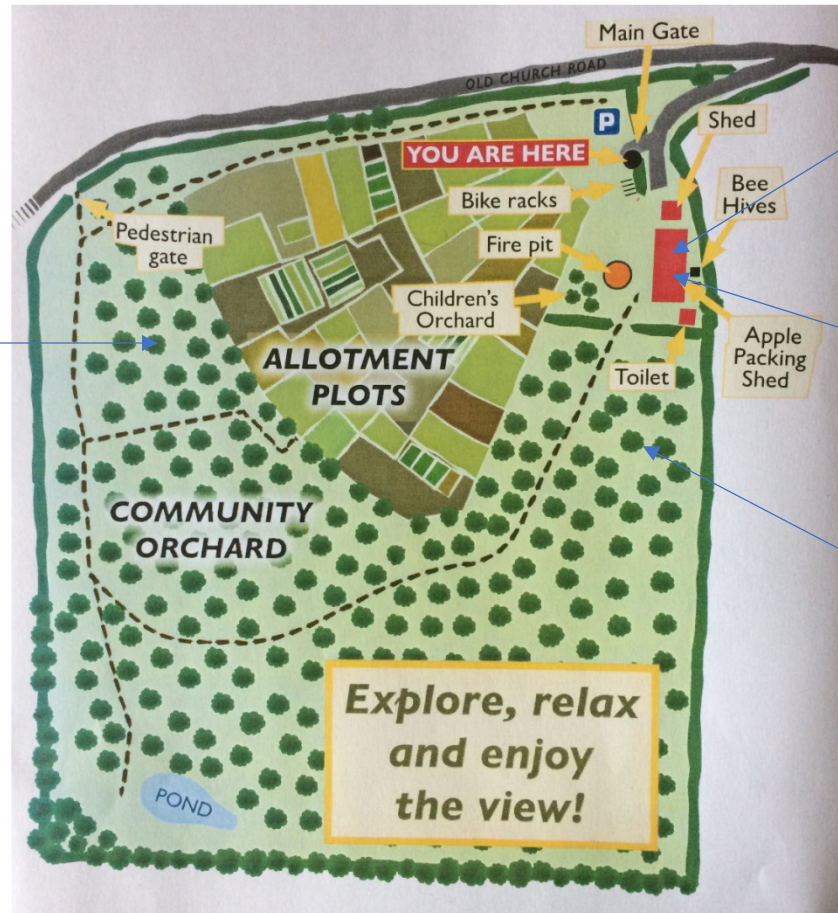 Main Gate
OLD CHURCH ROAD
P
Shed
YOU ARE HERE
Bee
Hives
Bike racks
Pedestrian
gate
Fire pit
Children's
Orchard
ALLOTMENT
PLOTS
Apple
Packing
Shed
Toilet
COMMUNITY
ORCHARD
Explore, relax
and enjoy
the view!
POND